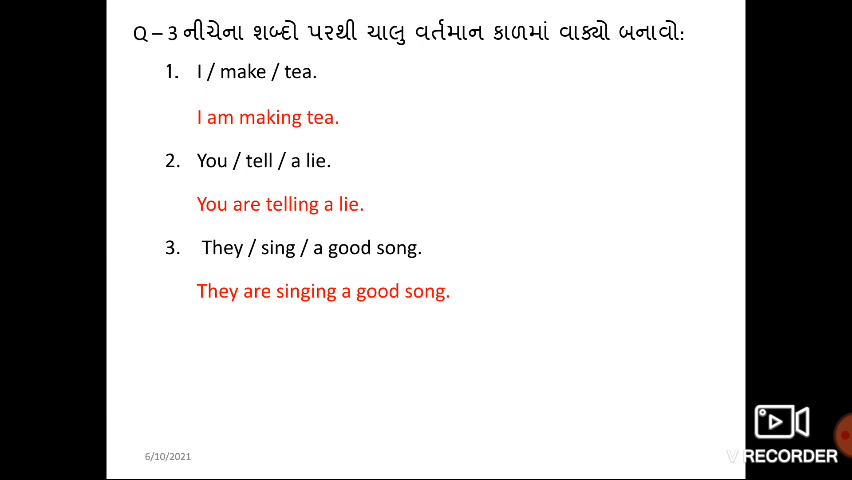 Q – 3 નીચેના શબ્દો પરથી ચાલુ વર્તમાન કાળમાં વાક્યો બનાવો:
1. I / make / tea.
I am making tea.
2. You / tell / a lie.
You are telling a lie.
3. They / sing / a good song.
They are singing a good song.
6/10/2021
V RECORDER